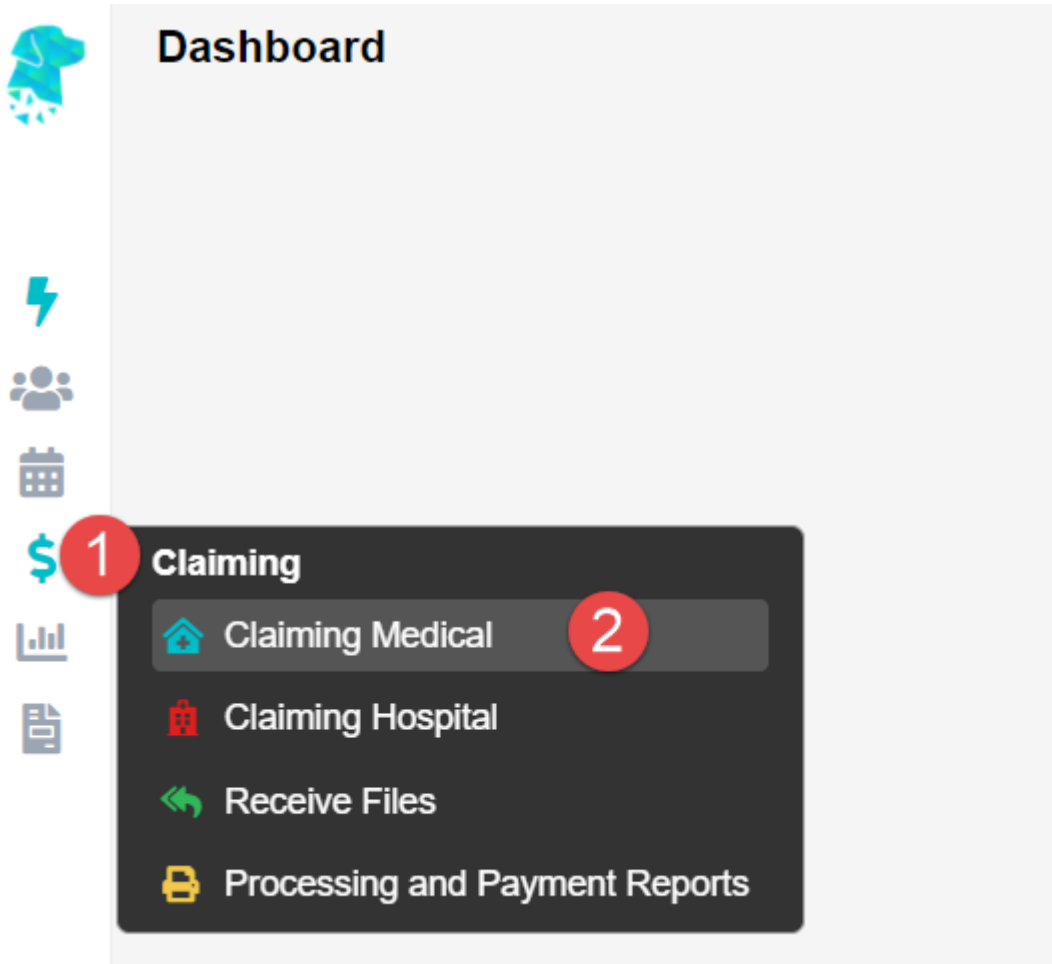 Dashboard
1
Claiming
Claiming Medical 2
Claiming Hospital
Receive Files
Processing and Payment Reports